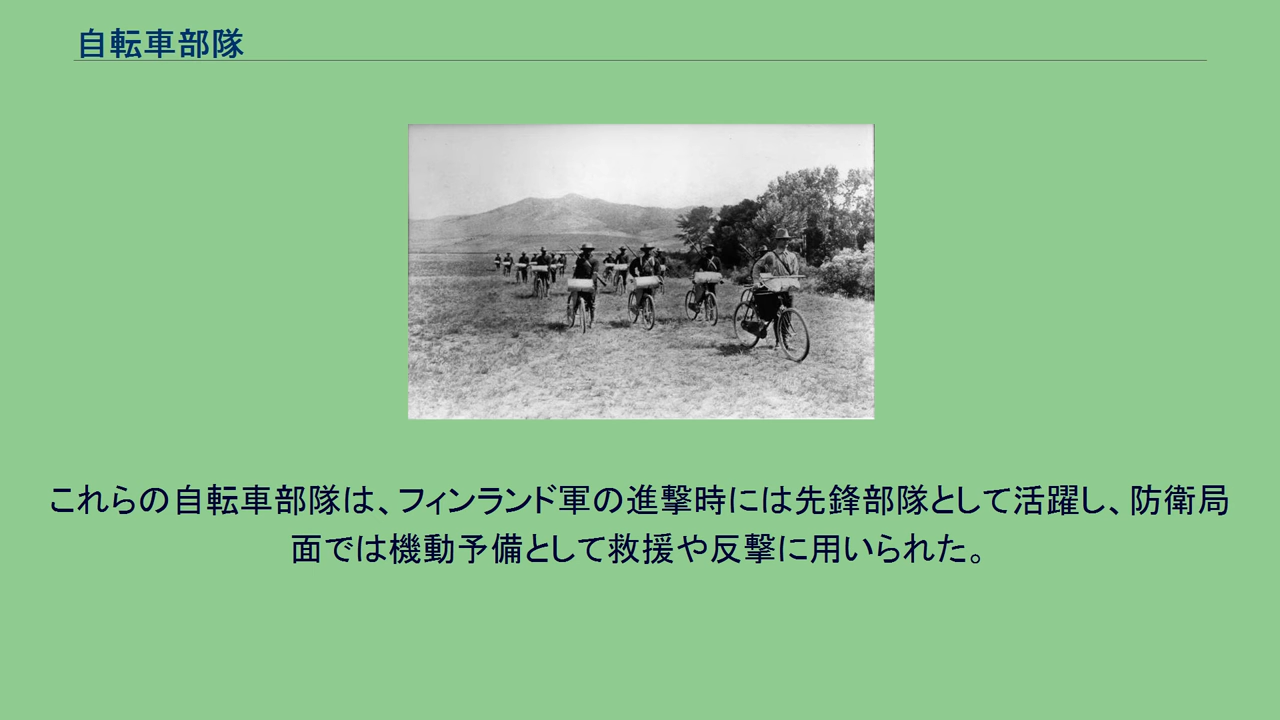 自転車部隊
これらの自転車部隊は、フィンランド軍の進撃時には先鋒部隊として活躍し、防衛局
面では機動予備として救援や反撃に用いられた。